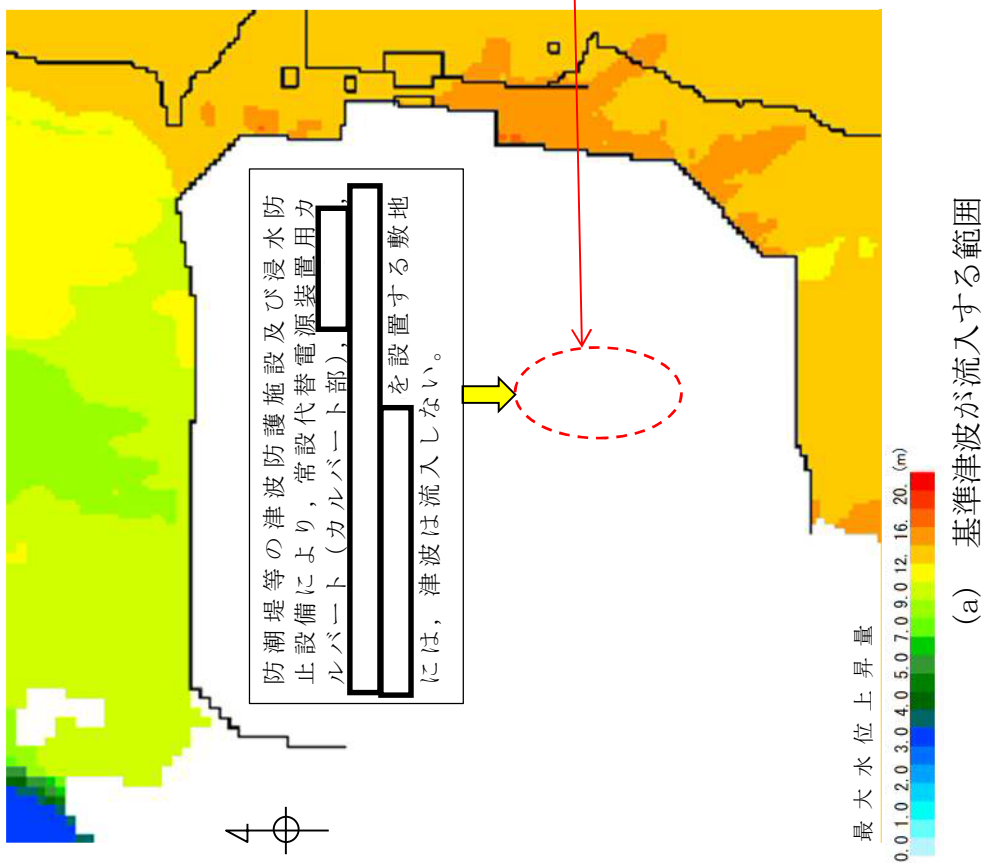 防潮堤等の津波防護施設及び浸水防
止設備により，常設代替電源装置用カ
ルバート（カルバート部），
，
を設置する敷地
には，津波は流入しない。
最大水位上昇量
0.0 1.0 2.0 3.0 4.0 5.0 7.0 9.0 12. 16. 20. (m)
(a) 基準津波が流入する範囲